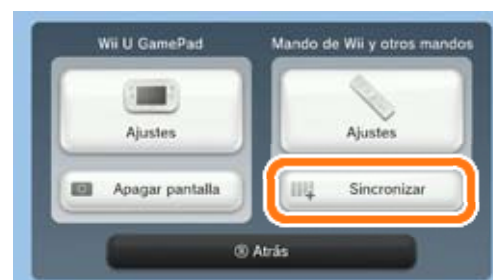 Wii U GamePad
Mando de Wii y otros mandos
Ajustes
Ajustes
Apagar pantalla
Sincronizar
Ⓑ Atrás